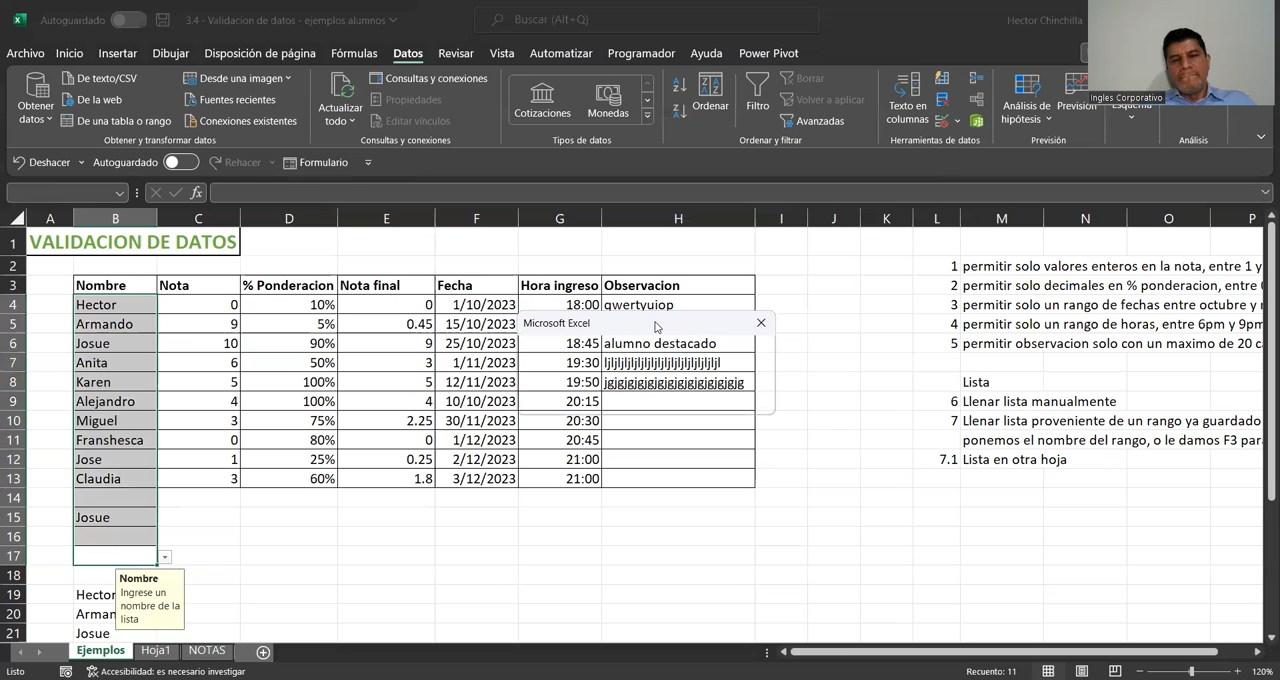 Autoguardado
3.4 - Validacion de datos - ejemplos alumnos
Buscar (Alt+Q)
Hector Chinchilla
Ingles Corporativo
Archivo Inicio Insertar Dibujar Disposición de página Fórmulas Datos Revisar Vista Automatizar Programador Ayuda Power Pivot
Obtener datos
De texto/CSV
De la web
De una tabla o rango
Desde una imagen
Fuentes recientes
Conexiones existentes
Obtener y transformar datos
Actualizar todo
Consultas y conexiones
Propiedades
Editar vínculos
Consultas y conexiones
Cotizaciones
Monedas
Tipos de datos
Ordenar
Filtro
Borrar
Volver a aplicar
Avanzadas
Ordenar y filtrar
Texto en columnas
Herramientas de datos
Análisis de hipótesis
Previsión
Previsión
Análisis
Deshacer Autoguardado Rehacer Formulario
fx
A B C D E F G H I J K L M N O P
1 VALIDACION DE DATOS
2 1 permitir solo valores enteros en la nota, entre 1 y
3 Nombre Nota % Ponderacion Nota final Fecha Hora ingreso Observacion 2 permitir solo decimales en % ponderacion, entre
4 Hector 0 10% 0 1/10/2023 18:00 qwertyuiop 3 permitir solo un rango de fechas entre octubre y
5 Armando 9 5% 0.45 15/10/2023 4 permitir solo un rango de horas, entre 6pm y 9pm
6 Josue 10 90% 9 25/10/2023 18:45 alumno destacado 5 permitir observacion solo con un maximo de 20
7 Anita 50% 3 1/11/2023 19:30
8 Karen 5 100% 5 12/11/2023 19:50 Lista
9 Alejandro 4 100% 4 10/10/2023 20:15 6 Llenar lista manualmente
10 Miguel 3 75% 2.25 30/11/2023 20:30 7 Llenar lista proveniente de un rango ya guardado
11 Franshesca 0 80% 0 1/12/2023 20:45 ponemos el nombre del rango, o le damos F3
12 Jose 1 25% 0.25 2/12/2023 21:00 7.1 Lista en otra hoja
13 Claudia 3 60% 1.8 3/12/2023 21:00
14
15 Josue
16
17
18
19 Hector
20
21 Josue
Microsoft Excel
Nombre
Ingrese un
nombre de la
lista
Ejemplos Hoja1 NOTAS
Listo
Accesibilidad: es necesario investigar
Recuento: 11
120%